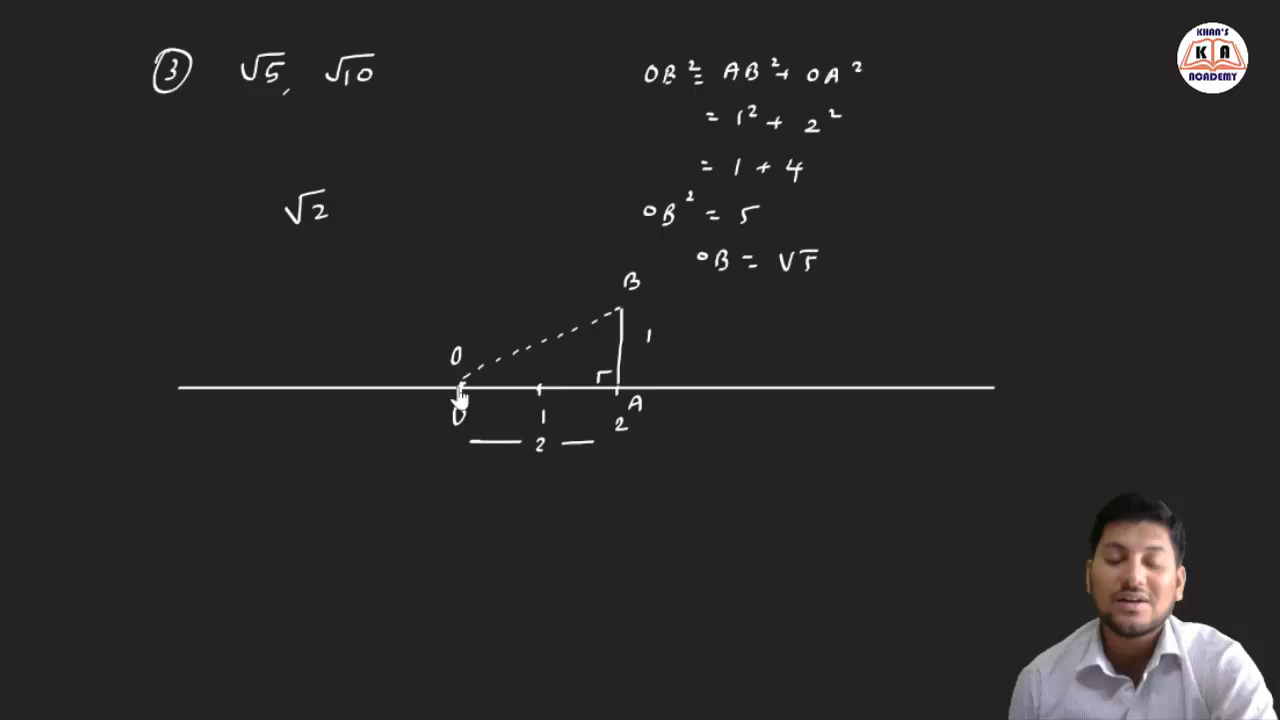 ③ √5, √10
√2
OB² = AB² + OA²
= 1² + 2²
= 1 + 4
OB² = 5
OB = √5
B
O
1
A
0 1 2
2
KHAN'S
K A
ACADEMY